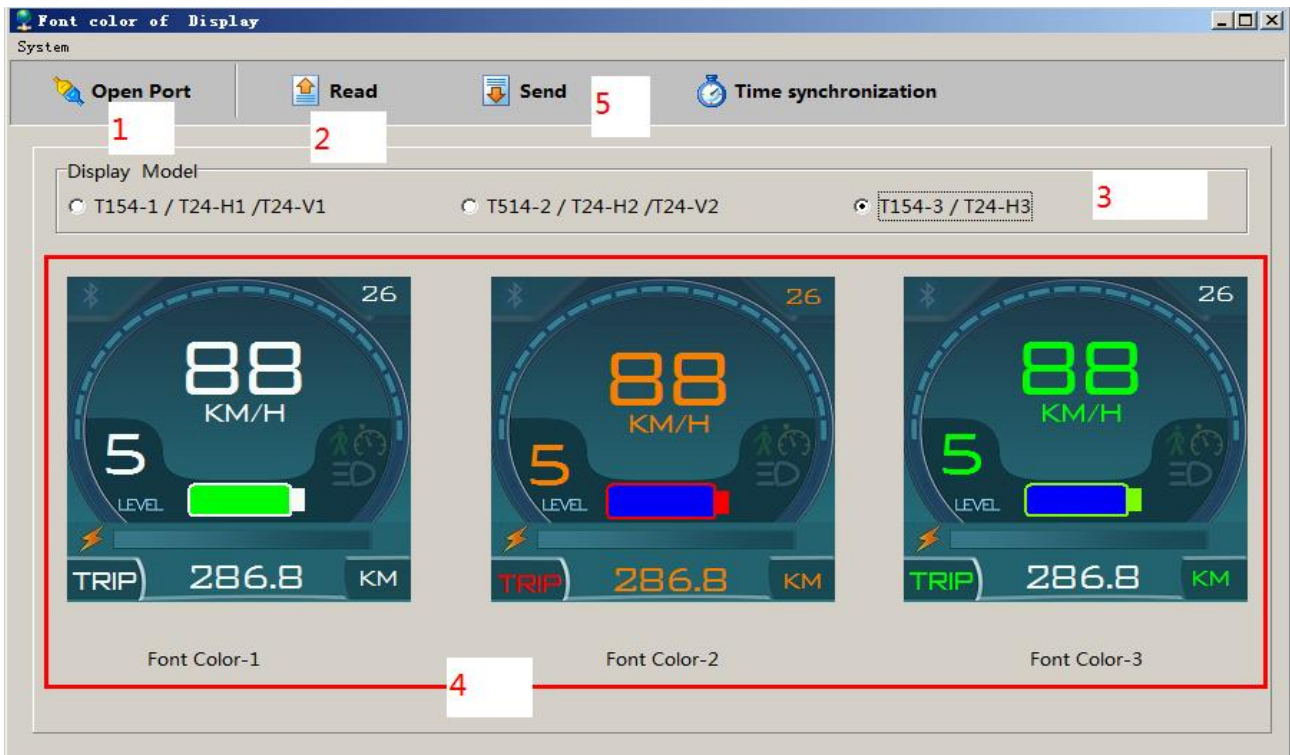 Font color of Display
System
Open Port Read Send 5 Time synchronization
1 2
Display Model
T154-1 / T24-H1 /T24-V1 T514-2 / T24-H2 /T24-V2 T154-3 / T24-H3 3
26 26 26
88 88 88
KM/H KM/H KM/H
5 5 5
LEVEL LEVEL LEVEL
TRIP 286.8 KM TRIP 286.8 KM TRIP 286.8 KM
Font Color-1 Font Color-2 Font Color-3
4